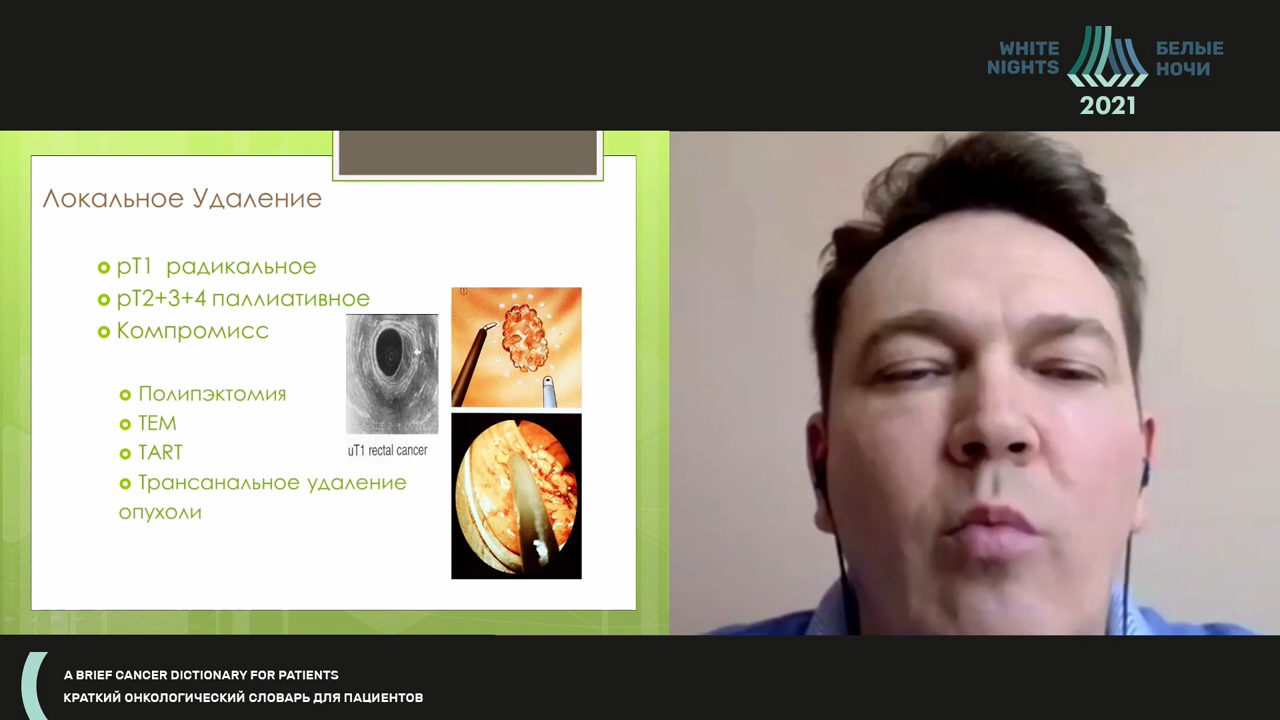 WHITE NIGHTS
БЕЛЫЕ НОЧИ
2021
Локальное Удаление
pT1 радикальное
pT2+3+4 паллиативное
Компромисс
Полипэктомия
TEM
TART
Трансанальное удаление
опухоли
uT1 rectal cancer
A BRIEF CANCER DICTIONARY FOR PATIENTS
КРАТКИЙ ОНКОЛОГИЧЕСКИЙ СЛОВАРЬ ДЛЯ ПАЦИЕНТОВ